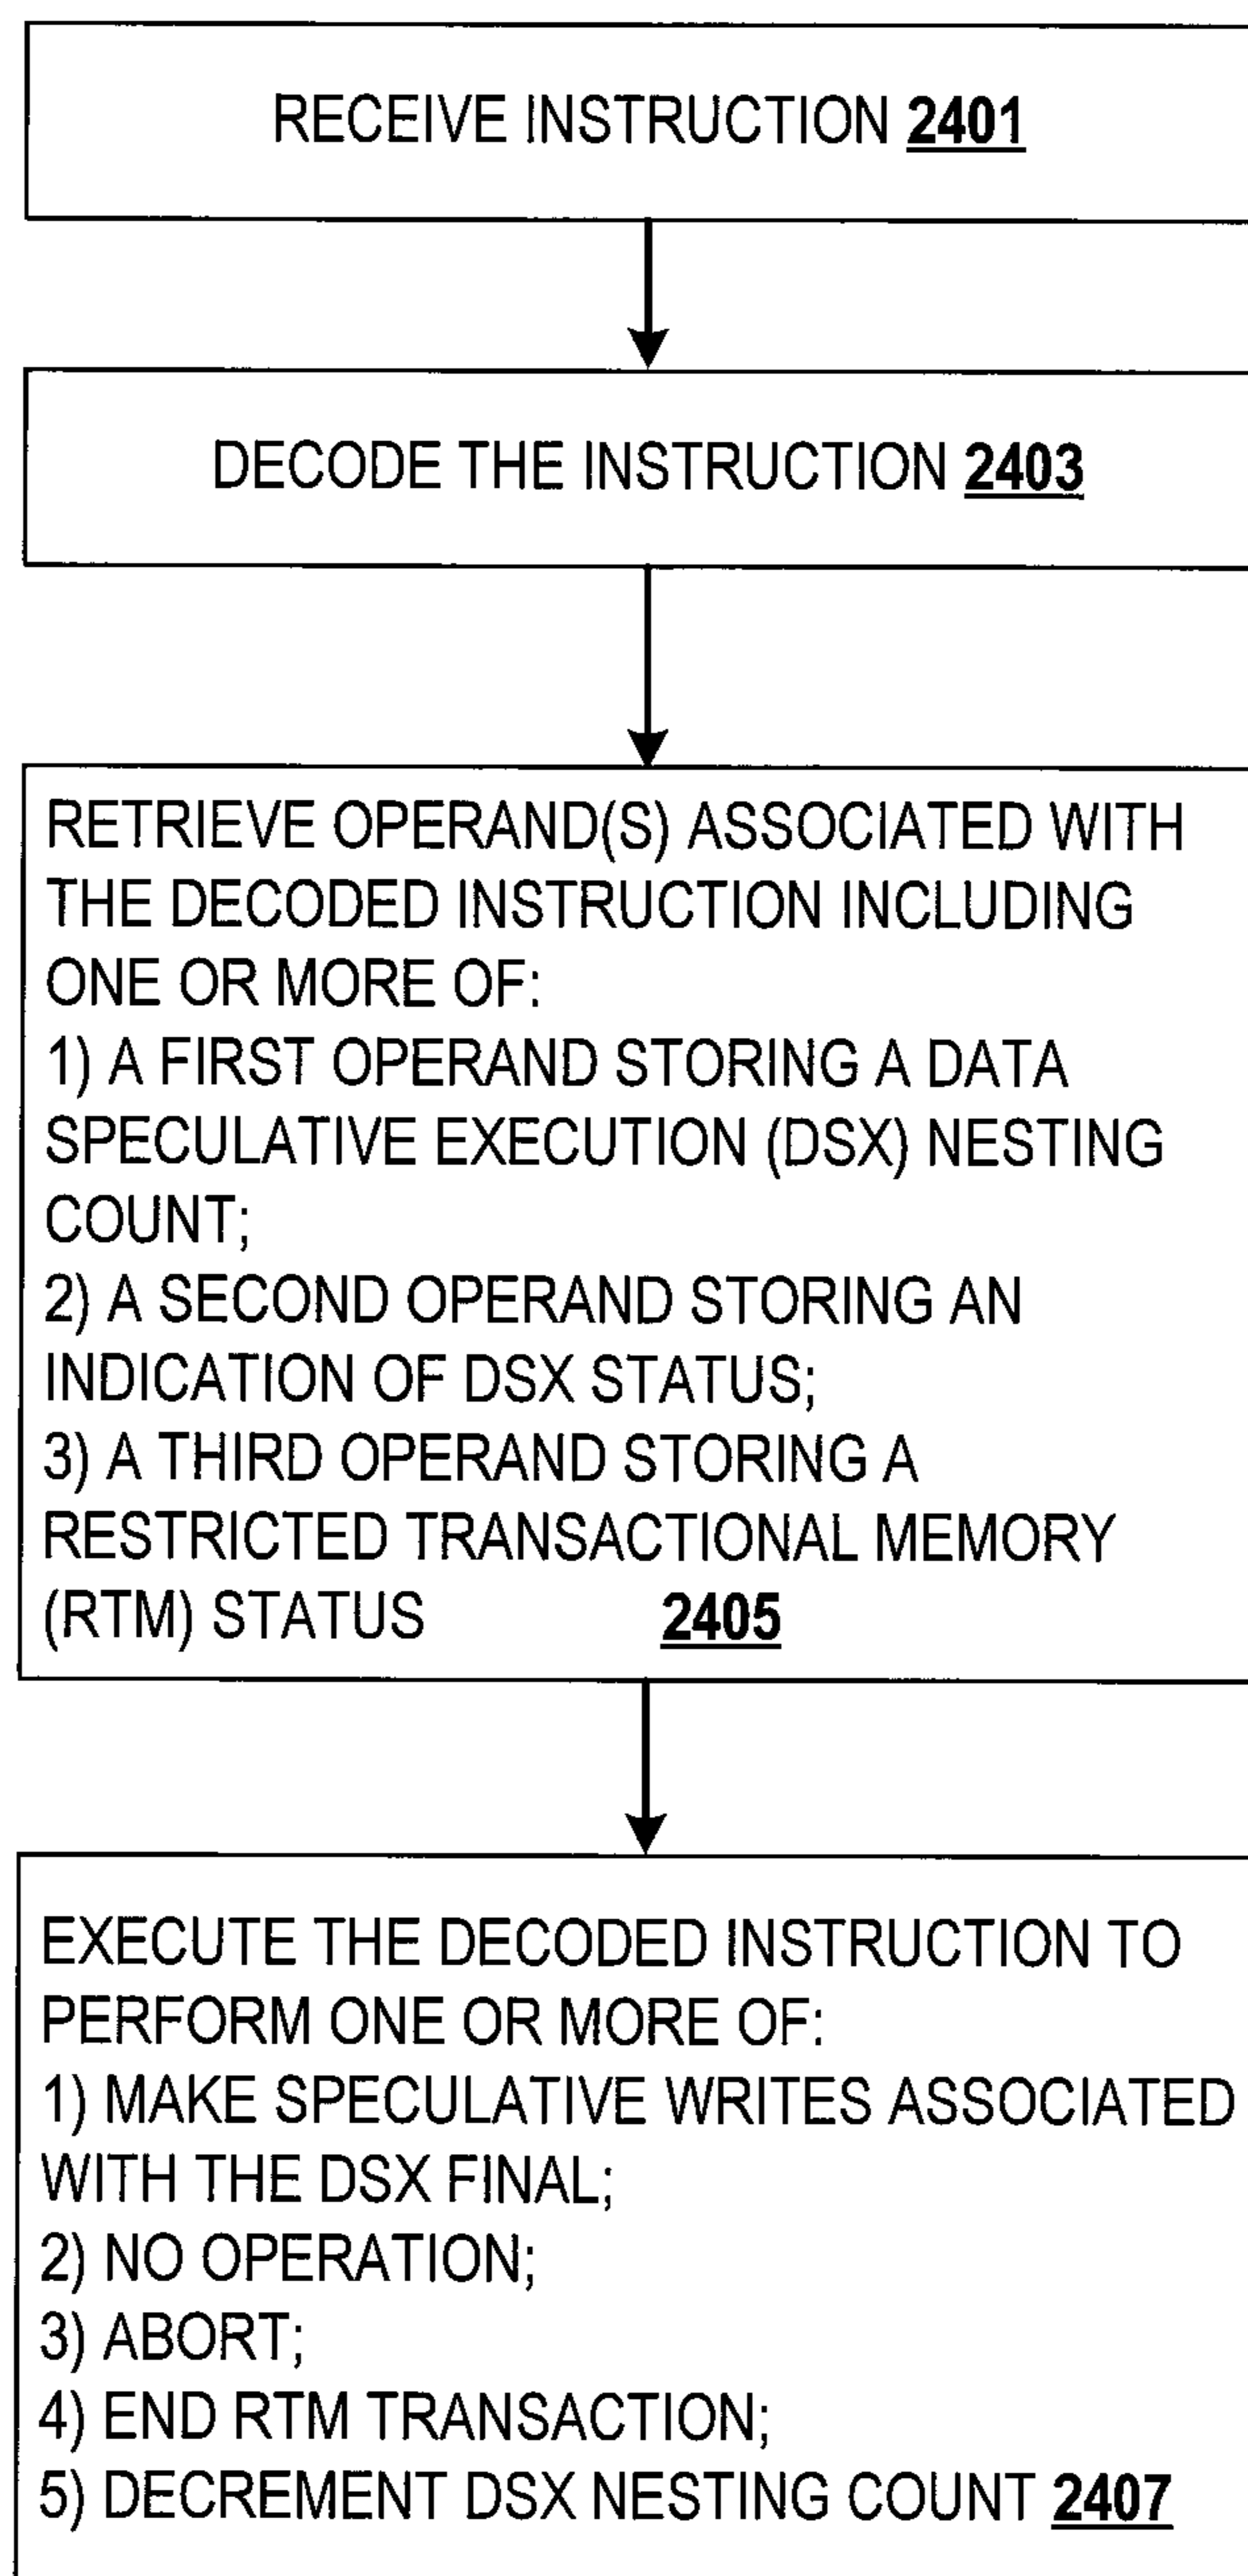 RECEIVE INSTRUCTION 2401
DECODE THE INSTRUCTION 2403
RETRIEVE OPERAND(S) ASSOCIATED WITH
THE DECODED INSTRUCTION INCLUDING
ONE OR MORE OF:
1) A FIRST OPERAND STORING A DATA
SPECULATIVE EXECUTION (DSX) NESTING
COUNT;
2) A SECOND OPERAND STORING AN
INDICATION OF DSX STATUS;
3) A THIRD OPERAND STORING A
RESTRICTED TRANSACTIONAL MEMORY
(RTM) STATUS 2405
EXECUTE THE DECODED INSTRUCTION TO
PERFORM ONE OR MORE OF:
1) MAKE SPECULATIVE WRITES ASSOCIATED
WITH THE DSX FINAL;
2) NO OPERATION;
3) ABORT;
4) END RTM TRANSACTION;
5) DECREMENT DSX NESTING COUNT 2407